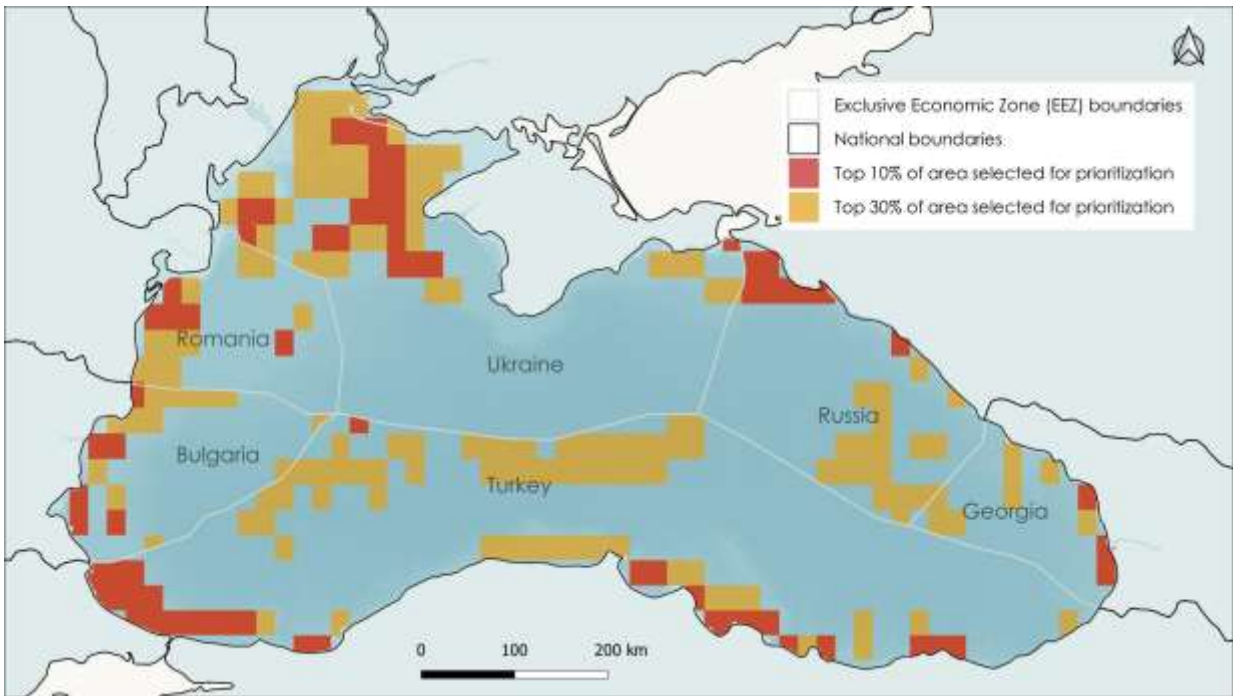 Exclusive Economic Zone (EEZ) boundaries
National boundaries
Top 10% of area selected for prioritization
Top 30% of area selected for prioritization
Romania
Ukraine
Russia
Bulgaria
Turkey
Georgia
0 100 200 km